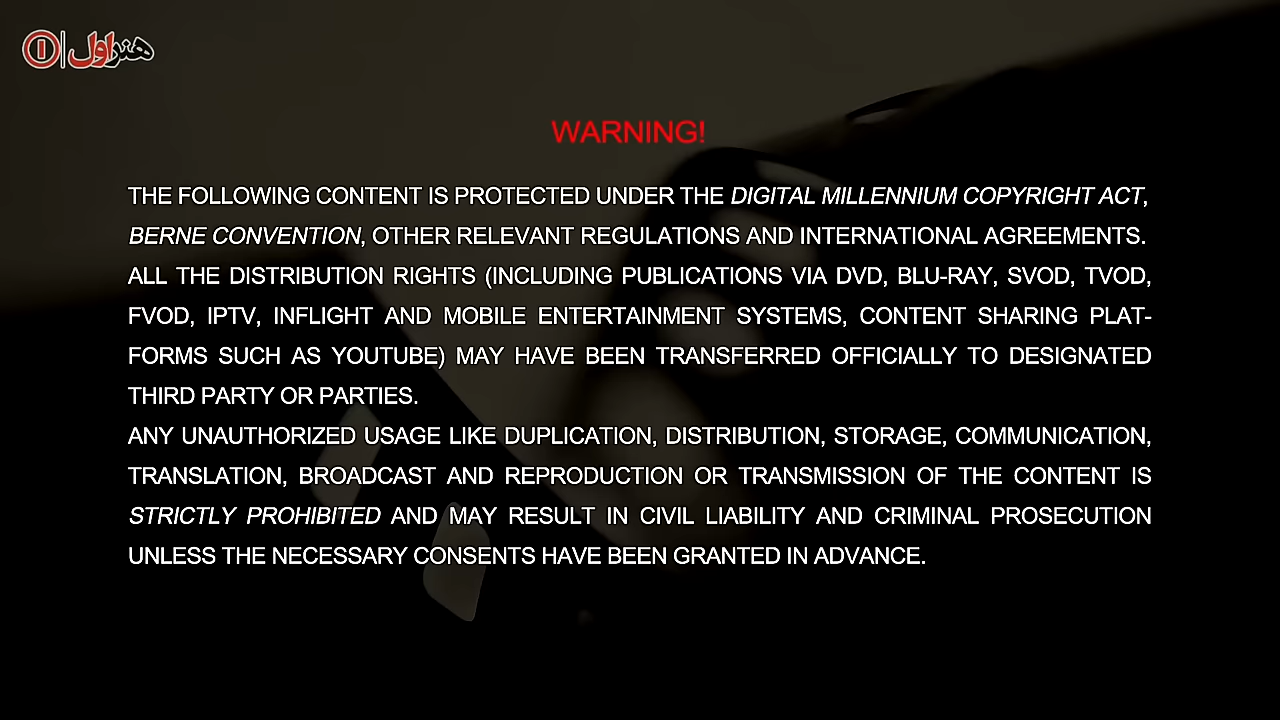 هنر اول
WARNING!
THE FOLLOWING CONTENT IS PROTECTED UNDER THE DIGITAL MILLENNIUM COPYRIGHT ACT,
BERNE CONVENTION, OTHER RELEVANT REGULATIONS AND INTERNATIONAL AGREEMENTS.
ALL THE DISTRIBUTION RIGHTS (INCLUDING PUBLICATIONS VIA DVD, BLU-RAY, SVOD, TVOD,
FVOD, IPTV, INFLIGHT AND MOBILE ENTERTAINMENT SYSTEMS, CONTENT SHARING PLAT-
FORMS SUCH AS YOUTUBE) MAY HAVE BEEN TRANSFERRED OFFICIALLY TO DESIGNATED
THIRD PARTY OR PARTIES.
ANY UNAUTHORIZED USAGE LIKE DUPLICATION, DISTRIBUTION, STORAGE, COMMUNICATION,
TRANSLATION, BROADCAST AND REPRODUCTION OR TRANSMISSION OF THE CONTENT IS
STRICTLY PROHIBITED AND MAY RESULT IN CIVIL LIABILITY AND CRIMINAL PROSECUTION
UNLESS THE NECESSARY CONSENTS HAVE BEEN GRANTED IN ADVANCE.